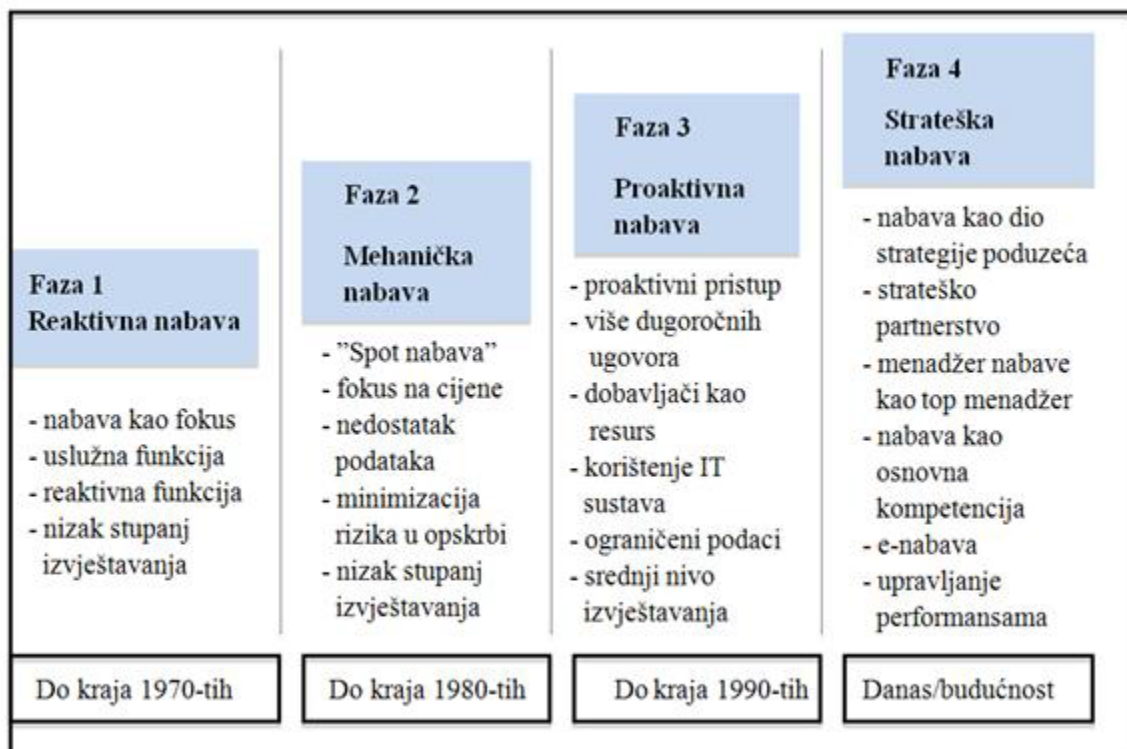 Faza 1
Reaktivna nabava
- nabava kao fokus
- uslužna funkcija
- reaktivna funkcija
- nizak stupanj
izvještavanja
Do kraja 1970-tih
Faza 2
Mehanička
nabava
- ”Spot nabava”
- fokus na cijene
- nedostatak
podataka
- minimizacija
rizika u opskrbi
- nizak stupanj
izvještavanja
Do kraja 1980-tih
Faza 3
Proaktivna
nabava
- proaktivni pristup
- više dugoročnih
ugovora
- dobavljači kao
resurs
- korištenje IT
sustava
- ograničeni podaci
- srednji nivo
izvještavanja
Do kraja 1990-tih
Faza 4
Strateška
nabava
- nabava kao dio
strategije poduzeća
- strateško
partnerstvo
- menadžer nabave
kao top menadžer
- nabava kao
osnovna
kompetencija
- e-nabava
- upravljanje
performansama
Danas/budućnost